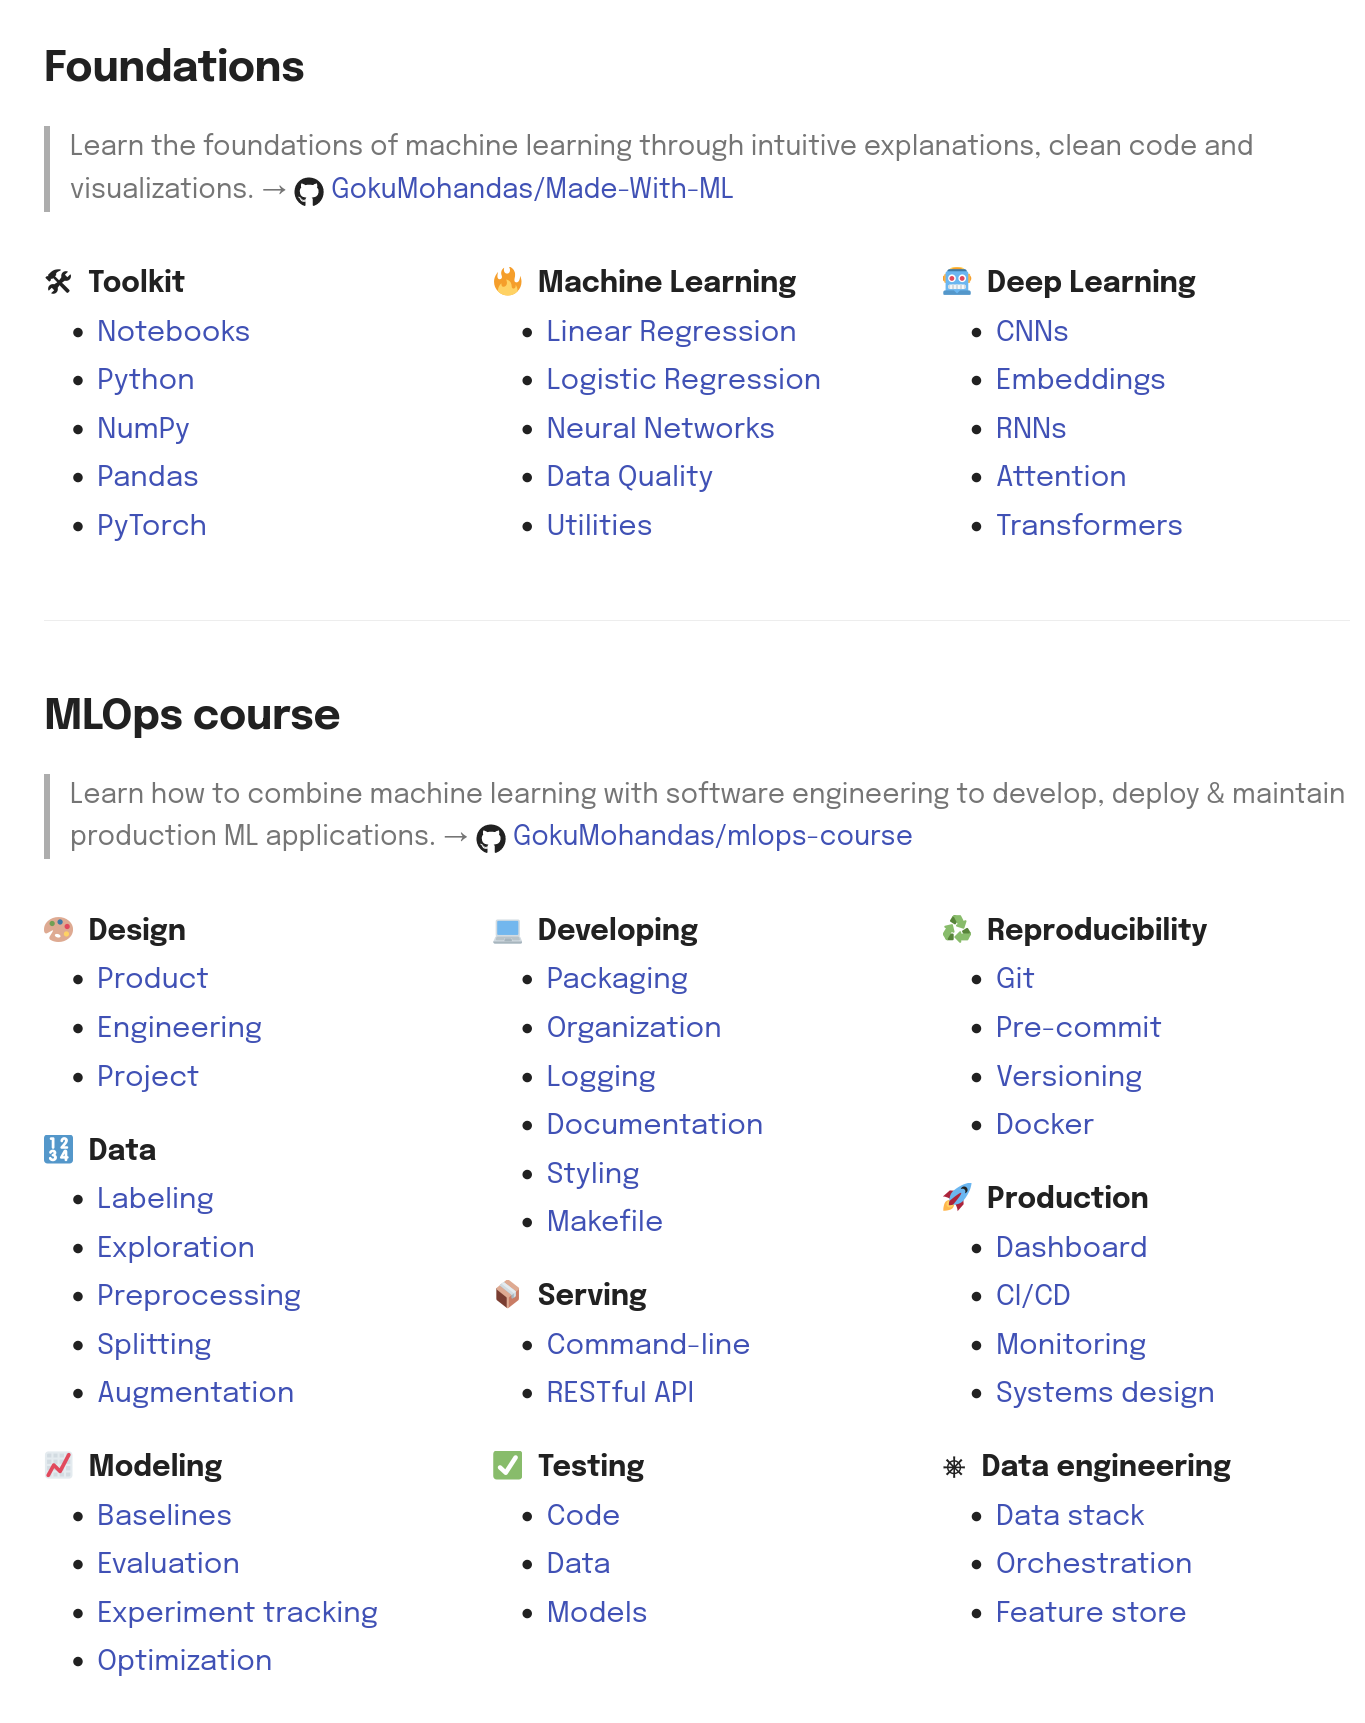 Foundations
Learn the foundations of machine learning through intuitive explanations, clean code and
visualizations. → GokuMohandas/Made-With-ML
🛠 Toolkit
• Notebooks
• Python
• NumPy
• Pandas
• PyTorch
🔥 Machine Learning
• Linear Regression
• Logistic Regression
• Neural Networks
• Data Quality
• Utilities
🤖 Deep Learning
• CNNs
• Embeddings
• RNNs
• Attention
• Transformers
MLOps course
Learn how to combine machine learning with software engineering to develop, deploy & maintain
production ML applications. → GokuMohandas/mlops-course
🎨 Design
• Product
• Engineering
• Project
🔢 Data
• Labeling
• Exploration
• Preprocessing
• Splitting
• Augmentation
📈 Modeling
• Baselines
• Evaluation
• Experiment tracking
• Optimization
💻 Developing
• Packaging
• Organization
• Logging
• Documentation
• Styling
• Makefile
📦 Serving
• Command-line
• RESTful API
✅ Testing
• Code
• Data
• Models
♻️ Reproducibility
• Git
• Pre-commit
• Versioning
• Docker
🚀 Production
• Dashboard
• CI/CD
• Monitoring
• Systems design
⎈ Data engineering
• Data stack
• Orchestration
• Feature store